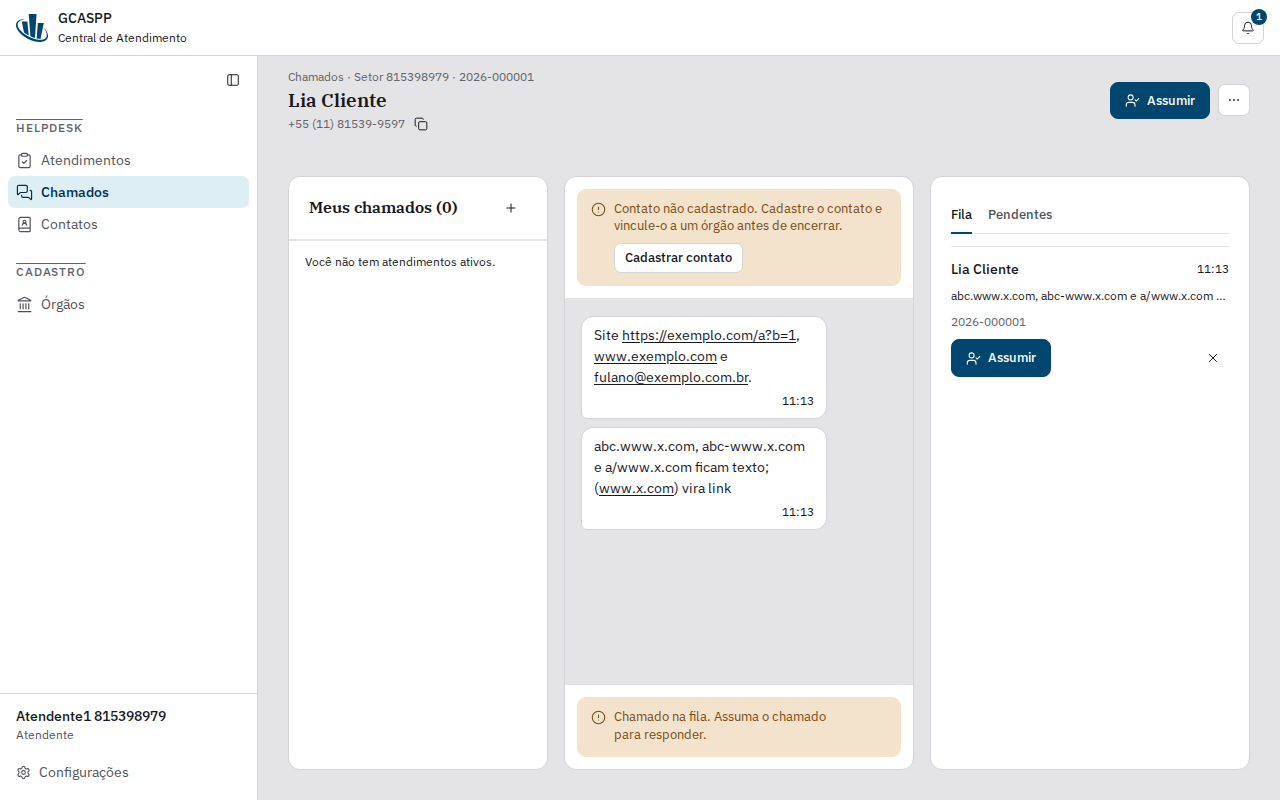 GCASPP
Central de Atendimento
1
HELPDESK
Atendimentos
Chamados
Contatos
CADASTRO
Órgãos
Atendente1 815398979
Atendente
Configurações
Chamados · Setor 815398979 · 2026-000001
Lia Cliente
+55 (11) 81539-9597
Assumir
Meus chamados (0)
Você não tem atendimentos ativos.
Contato não cadastrado. Cadastre o contato e
vincule-o a um órgão antes de encerrar.
Cadastrar contato
Site https://exemplo.com/a?b=1,
www.exemplo.com e
fulano@exemplo.com.br.
11:13
abc.www.x.com, abc-www.x.com
e a/www.x.com ficam texto;
(www.x.com) vira link
11:13
Chamado na fila. Assuma o chamado
para responder.
Fila Pendentes
Lia Cliente 11:13
abc.www.x.com, abc-www.x.com e a/www.x.com ...
2026-000001
Assumir